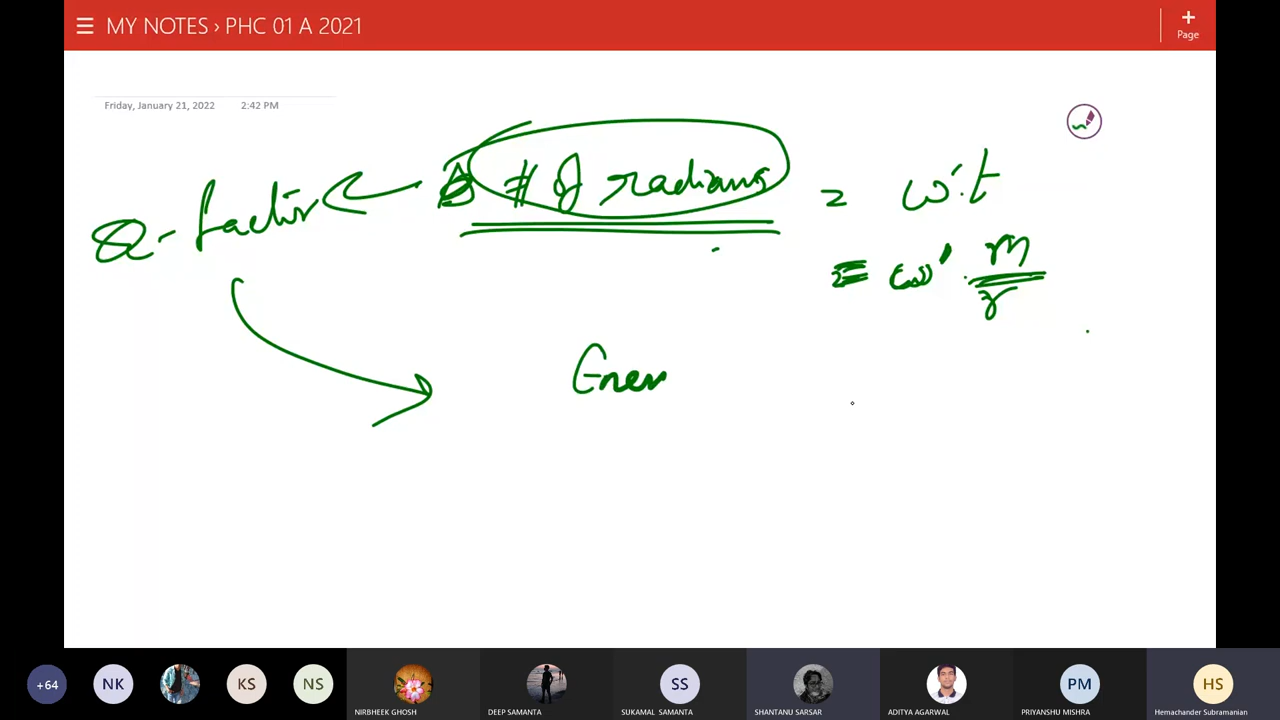 MY NOTES › PHC 01 A 2021
+
Page
Friday, January 21, 2022 2:42 PM
Q-factor # of radians = ω'.t
= ω' . m/r
Ener
+64 NK KS NS SS PM HS
NIRBHEEK GHOSH DEEP SAMANTA SUKAMAL SAMANTA SHANTANU SARSAR ADITYA AGARWAL PRIYANSHU MISHRA Hemachander Subramanian